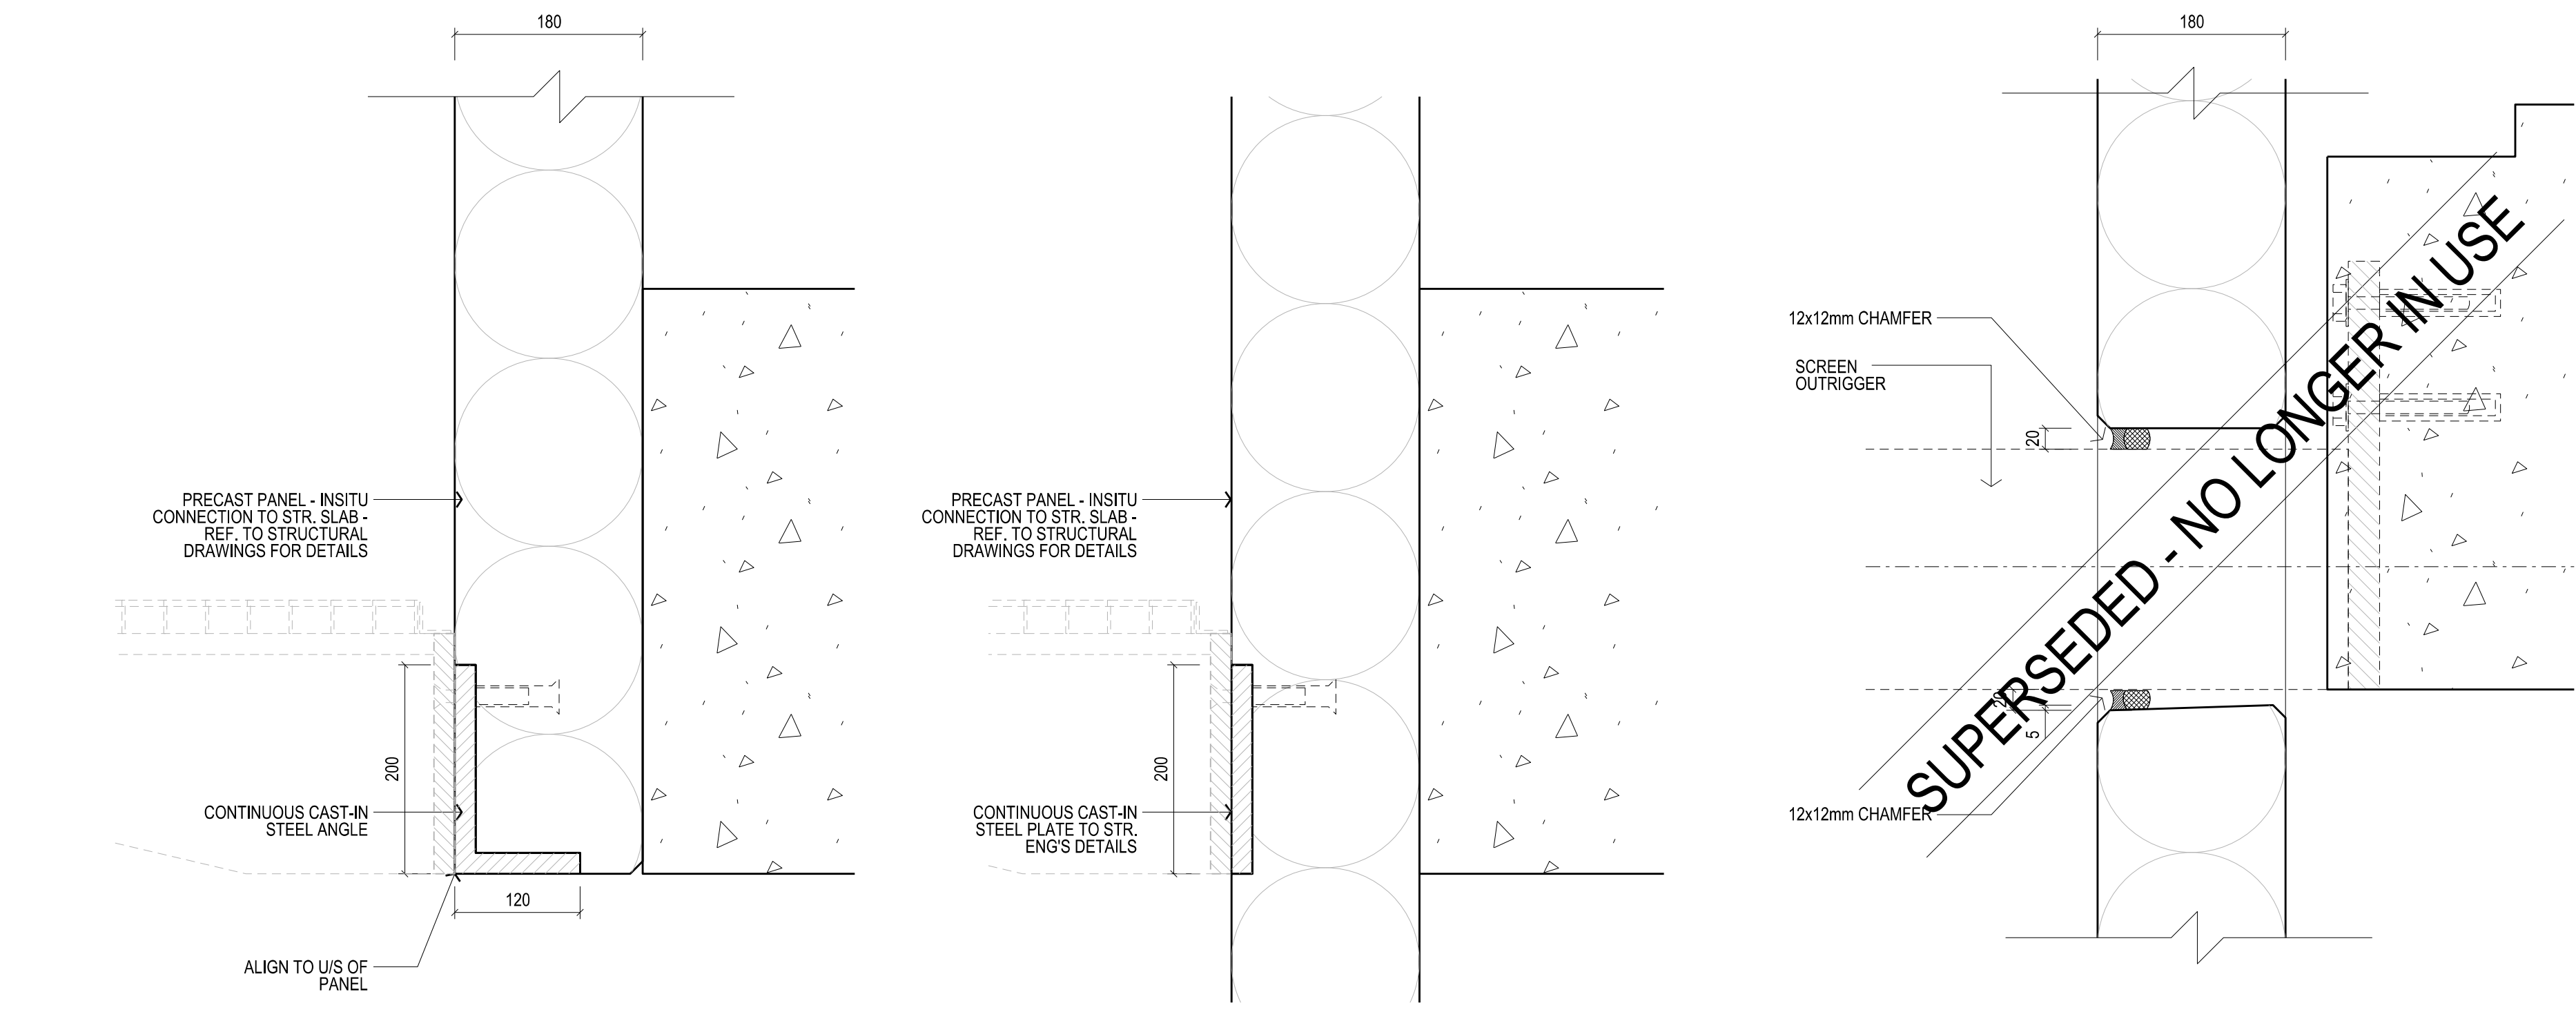 180
PRECAST PANEL - INSITU
CONNECTION TO STR. SLAB -
REF. TO STRUCTURAL
DRAWINGS FOR DETAILS
200
CONTINUOUS CAST-IN
STEEL ANGLE
120
ALIGN TO U/S OF
PANEL
PRECAST PANEL - INSITU
CONNECTION TO STR. SLAB -
REF. TO STRUCTURAL
DRAWINGS FOR DETAILS
200
CONTINUOUS CAST-IN
STEEL PLATE TO STR.
ENG'S DETAILS
180
12x12mm CHAMFER
SCREEN
OUTRIGGER
20
SUPERSEDED - NO LONGER IN USE
20
5
12x12mm CHAMFER